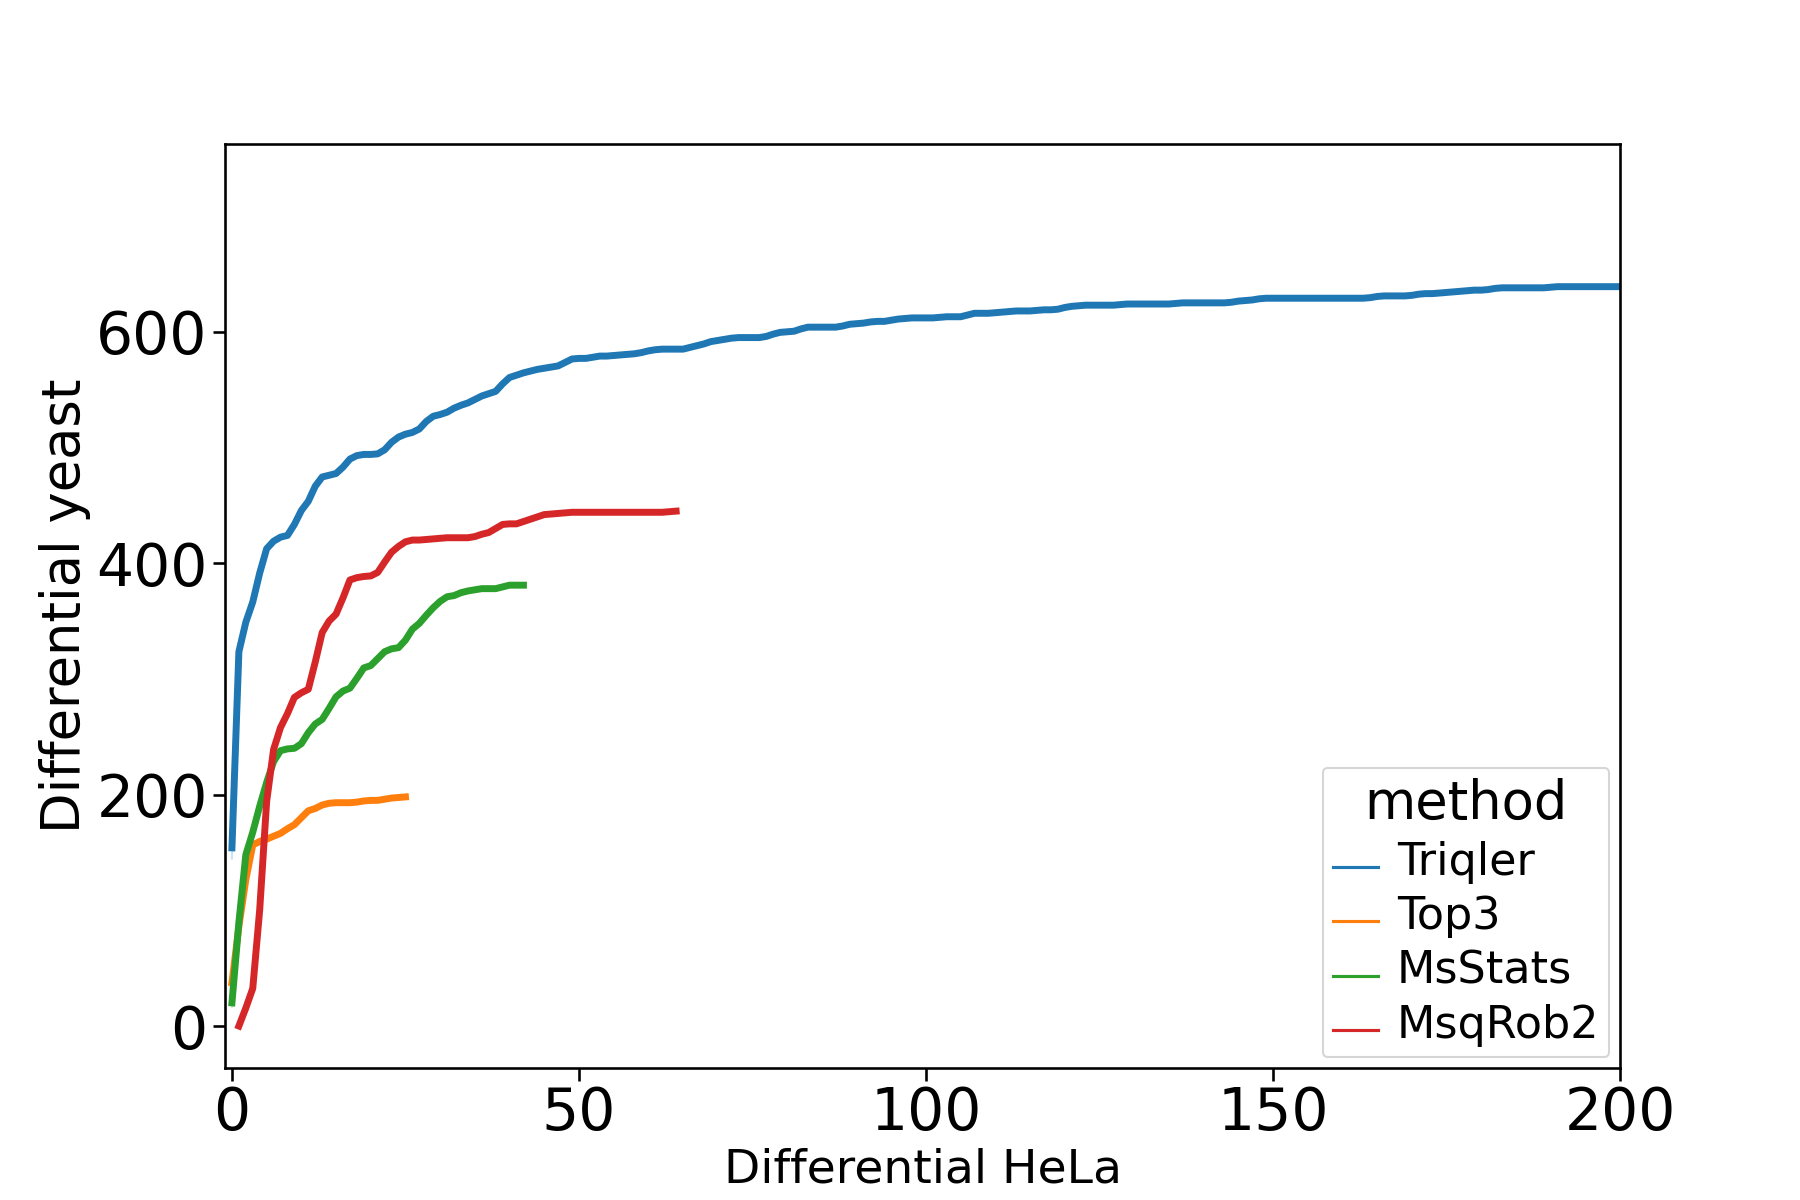 Differential yeast
600
400
200
0
0 50 100 150 200
Differential HeLa
method
Triqler
Top3
MsStats
MsqRob2